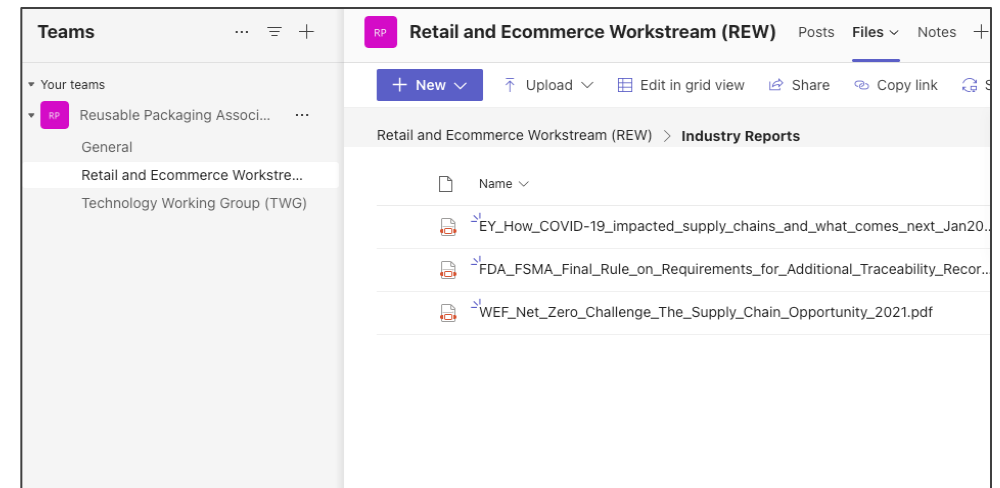 Teams ... +
RP Retail and Ecommerce Workstream (REW) Posts Files Notes +
Your teams
RP Reusable Packaging Associ... ...
General
Retail and Ecommerce Workstre...
Technology Working Group (TWG)
+ New Upload Edit in grid view Share Copy link S
Retail and Ecommerce Workstream (REW) > Industry Reports
Name
EY_How_COVID-19_impacted_supply_chains_and_what_comes_next_Jan20...
FDA_FSMA_Final_Rule_on_Requirements_for_Additional_Traceability_Recor...
WEF_Net_Zero_Challenge_The_Supply_Chain_Opportunity_2021.pdf